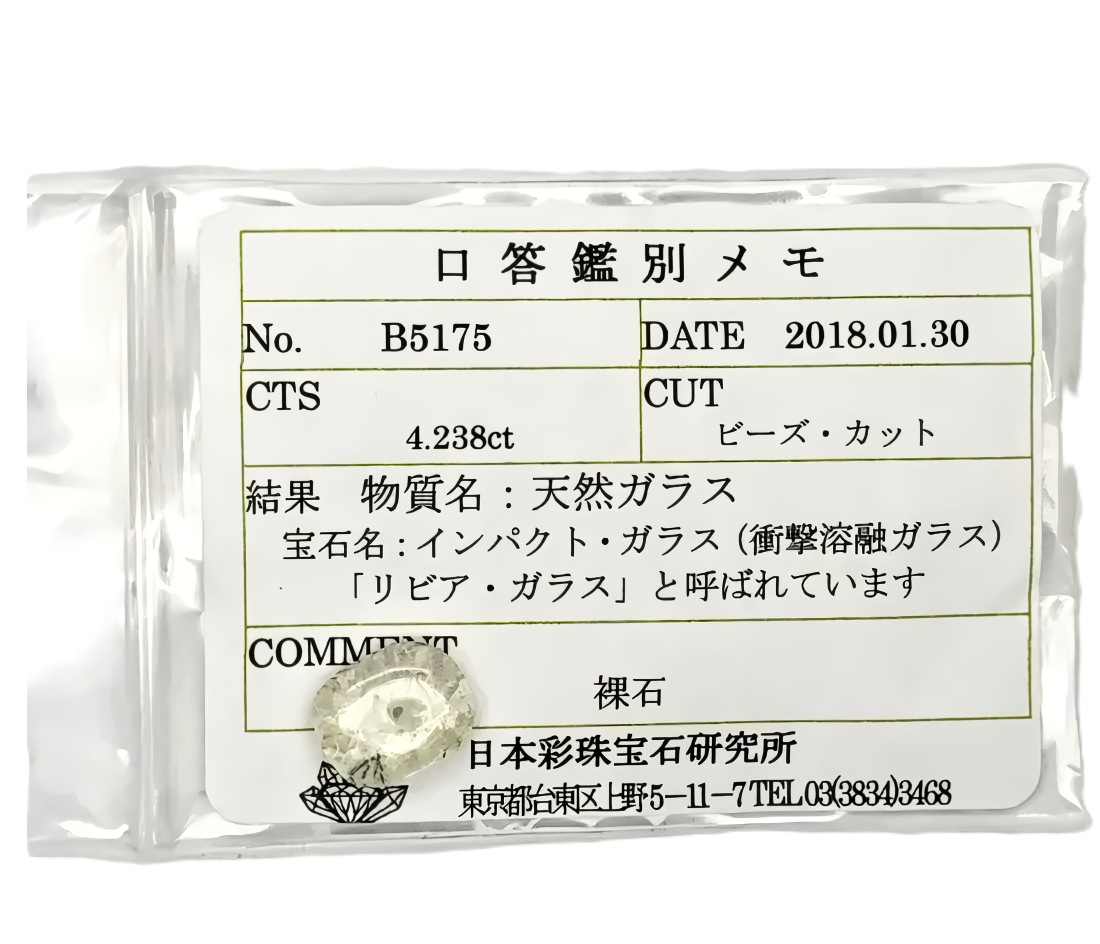 口答鑑別メモ
No. B5175 DATE 2018.01.30
CTS CUT
4.238ct ビーズ・カット
結果 物質名：天然ガラス
宝石名：インパクト・ガラス（衝撃溶融ガラス）
「リビア・ガラス」と呼ばれています
COMMENT
裸石
日本彩珠宝石研究所
東京都台東区上野5－11－7 TEL 03(3834)3468